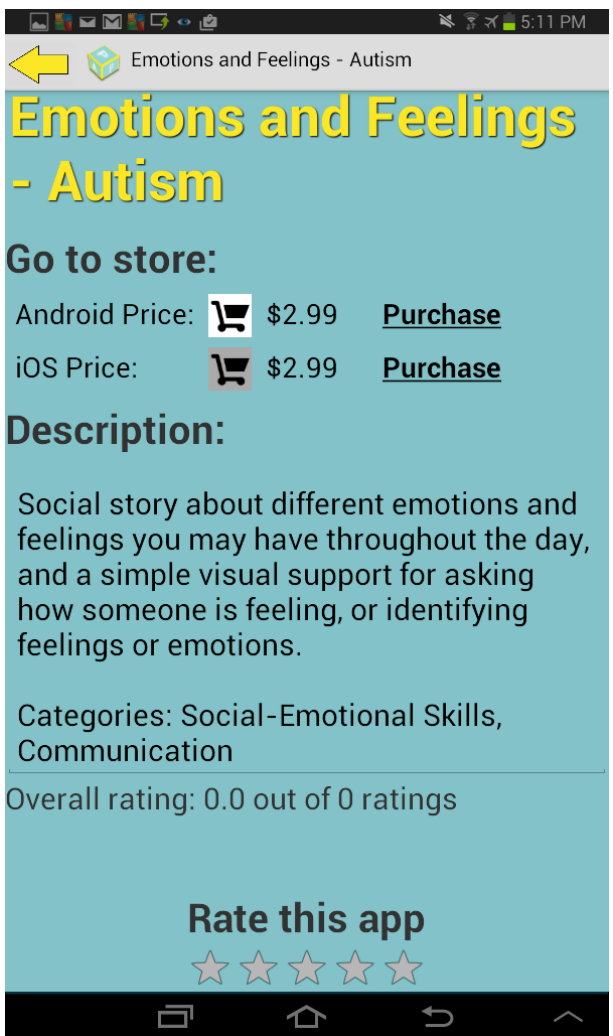 5:11 PM
Emotions and Feelings - Autism
Emotions and Feelings
- Autism
Go to store:
Android Price: $2.99 Purchase
iOS Price: $2.99 Purchase
Description:
Social story about different emotions and
feelings you may have throughout the day,
and a simple visual support for asking
how someone is feeling, or identifying
feelings or emotions.
Categories: Social-Emotional Skills,
Communication
Overall rating: 0.0 out of 0 ratings
Rate this app